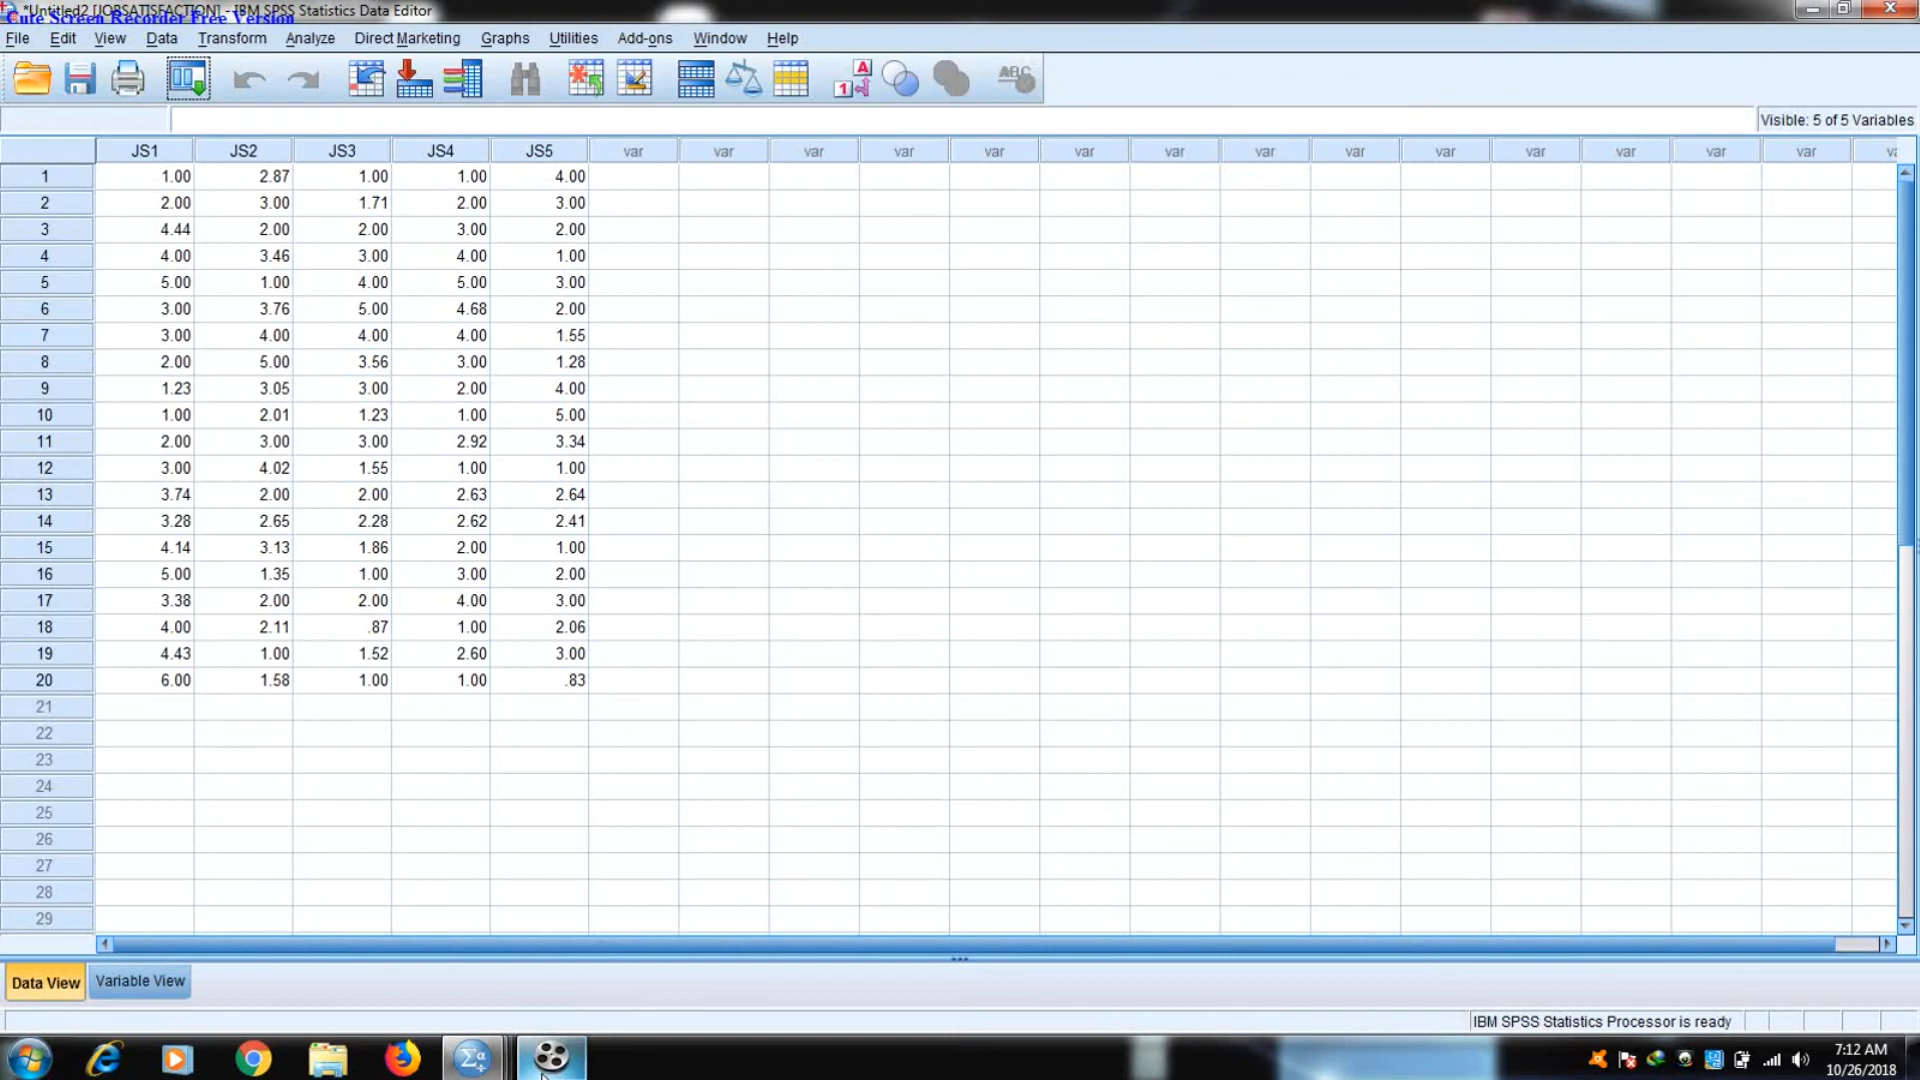 *Untitled2 [JOBSATISFACTION] - IBM SPSS Statistics Data Editor
Cute Screen Recorder Free Version
File Edit View Data Transform Analyze Direct Marketing Graphs Utilities Add-ons Window Help
Visible: 5 of 5 Variables
JS1 JS2 JS3 JS4 JS5 var var var var var var var var var var var var var var
1 1.00 2.87 1.00 1.00 4.00
2 2.00 3.00 1.71 2.00 3.00
3 4.44 2.00 2.00 3.00 2.00
4 4.00 3.46 3.00 4.00 1.00
5 5.00 1.00 4.00 5.00 3.00
6 3.00 3.76 5.00 4.68 2.00
7 3.00 4.00 4.00 4.00 1.55
8 2.00 5.00 3.56 3.00 1.28
9 1.23 3.05 3.00 2.00 4.00
10 1.00 2.01 1.23 1.00 5.00
11 2.00 3.00 3.00 2.92 3.34
12 3.00 4.02 1.55 1.00 1.00
13 3.74 2.00 2.00 2.63 2.64
14 3.28 2.65 2.28 2.62 2.41
15 4.14 3.13 1.86 2.00 1.00
16 5.00 1.35 1.00 3.00 2.00
17 3.38 2.00 2.00 4.00 3.00
18 4.00 2.11 .87 1.00 2.06
19 4.43 1.00 1.52 2.60 3.00
20 6.00 1.58 1.00 1.00 .83
21
22
23
24
25
26
27
28
29
Data View Variable View
IBM SPSS Statistics Processor is ready
7:12 AM
10/26/2018